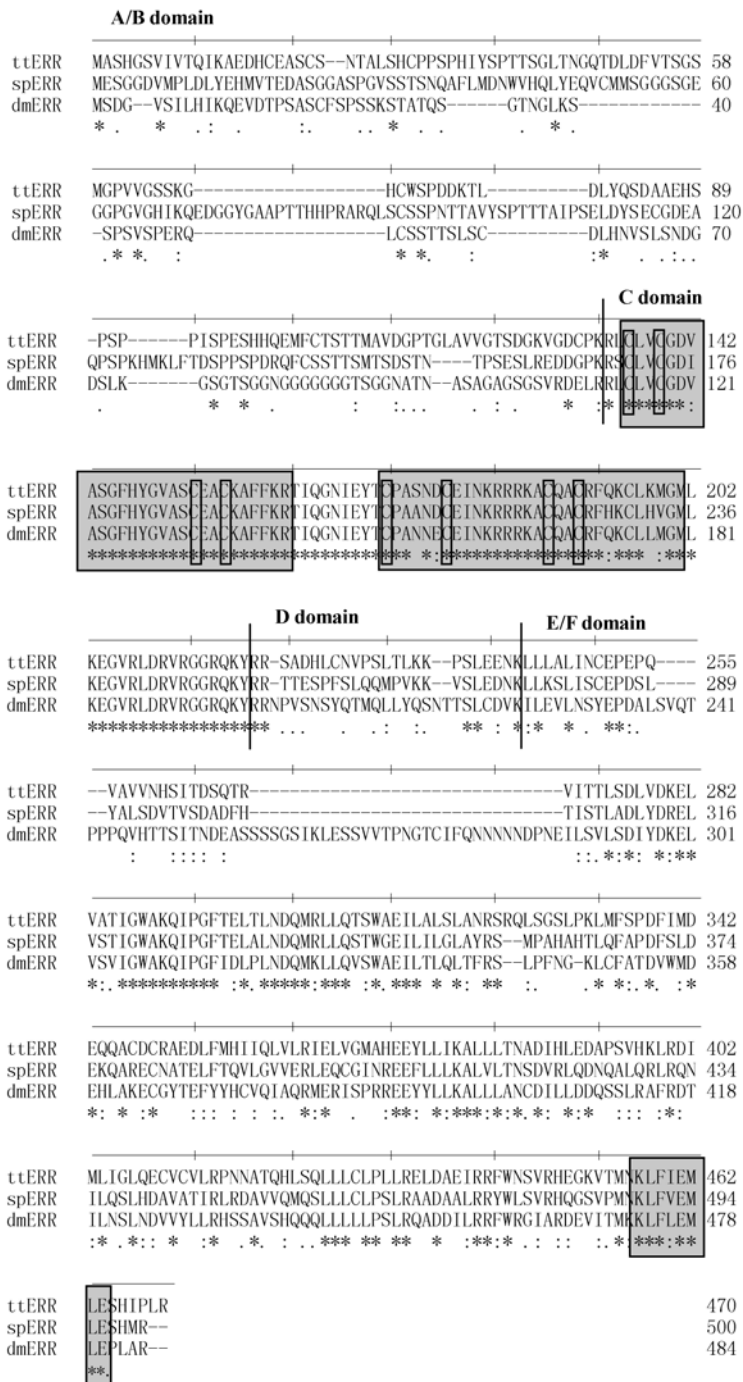 A/B domain
ttERR MASHGSVIVTQIKAEDHCEASCS--NTALSHCPPSPHIYSPTTSGLTNGQTDLDFVTSGS 58
spERR MESGGDVMPLDLYEHMVTEDASGGASPGVSSTSNQAFLMDNWVHQLYEQVCMMSGGGSGE 60
dmERR MSDG--VSILHIKQEVDTPSASCFSPSSKSTATQS------GTNGLKS------------ 40
* . * .: . :. .. * . * .
ttERR MGPVVGSSKG----------------HCWSPDDKTL----------DLYQSDAAEHS 89
spERR GGPGVGHIKQEDGGYGAAPTTHHPRARQLSCSSPNTTAVYSPTTTAIPSELDYSECGDEA 120
dmERR -SPSVSPERQ-------------------LCSSTTSLSC----------DLHNVSLSNDG 70
.* *. : * *. : :* . .:..
C domain
ttERR -PSP------PISPESHHQEMFCTSTTMAVDGPTGLAVVGTSDGKVGDCPKRLCLVCGDV 142
spERR QPSPKHMKLFTDSPPSPDRQFCSSTTSMTSDSTN----TPSESLREDDGPKRSCLVCGDI 176
dmERR DSLK------GSGTSGGNGGGGGGGTSGGNATN--ASAGAGSGSVRDELRRLCLVCGDV 121
. * * . : :... . : . * :* ****** :
ttERR ASGFHYGVASCEACKAFFKRTIQGNIEYTCPASNDCEINKRRRKACQACRFQKCLKMGML 202
spERR ASGFHYGVASCEACKAFFKRTIQGNIEYTCPAANDCEINKRRRKACQACRFHKCLHVGML 236
dmERR ASGFHYGVASCEACKAFFKRTIQGNIEYTCPANNECEINKRRRKACQACRFQKCLLMGML 181
******************************** *:****************:*** :***
D domain
E/F domain
ttERR KEGVRLDRVRGGRQKYRR-SADHLCNVPSLTLKK--PSLEENKLLLALINCEPEPQ---- 255
spERR KEGVRLDRVRGGRQKYRR-TTESPFSLQQMPVKK--VSLEDNKLLKSLISCEPDSL---- 289
dmERR KEGVRLDRVRGGRQKYRRNPVSNSYQTMQLLYQSNTTSLCDVKILEVLNSYEPDALSVQT 241
****************** ... . :. ** . *:* * . **:.
ttERR --VAVVNHSITDSQTR-------------------------------VITTLSDLVDKEL 282
spERR --YALSDVTVSDADFH-------------------------------TISTLADLYDREL 316
dmERR PPPQVHTTSITNDEASSSSGSIKLESSVVTPNGTCIFQNNNNNDPNEILSVLSDIYDKEL 301
: :::: : ::.*:*: *:**
ttERR VATIGWAKQIPGFTELTLNDQMRLLQTSWAEILALSLANRSRQLSGSLPKLMFSPDFIMD 342
spERR VSTIGWAKQIPGFTELALNDQMRLLQSTWGEILILGLAYRS--MPAHAHTLQFAPDFSLD 374
dmERR VSVIGWAKQIPGFIDLPLNDQMKLLQVSWAEILTLQLTFRS--LPFNG-KLCFATDVWMD 358
*:.********** :*.*****:*** :*.*** * *: ** :. .* *:.*. :*
ttERR EQQACDCRAEDLFMHIIQLVLRIELVGMAHEEYLLIKALLLTNADIHLEDAPSVHKLRDI 402
spERR EKQARECNATELFTQVLGVVERLEQCGINREEFLLLKALVLTNSDVRLQDNQALQRLRQN 434
dmERR EHLAKECGYTEFYYHCVQIAQRMERISPRREEYYLLKALLLANCDILLDDQSSLRAFRDT 418
*: * :* ::: : : :. *:* . :**: *:***:*:*.*: *:* ::: :*:
ttERR MLIGLQECVCVLRPNNATQHLSQLLLCLPLLRELDAEIRRFWNSVRHEGKVTMNKLFIEM 462
spERR ILQSLHDAVATIRLRDAVVQMQSLLLCLPSLRAADAALRRYWLSVRHQGSVPMNKLFVEM 494
dmERR ILNSLNDVVYLLRHSSAVSHQQQLLLLLPSLRQADDILRRFWRGIARDEVITMKKLFLEM 478
:* .*:: * :* .*. : .*** ** ** * :**:* .: :: :.*:***:**
ttERR LESHIPLR 470
spERR LESHMR-- 500
dmERR LEPLAR-- 484
**.